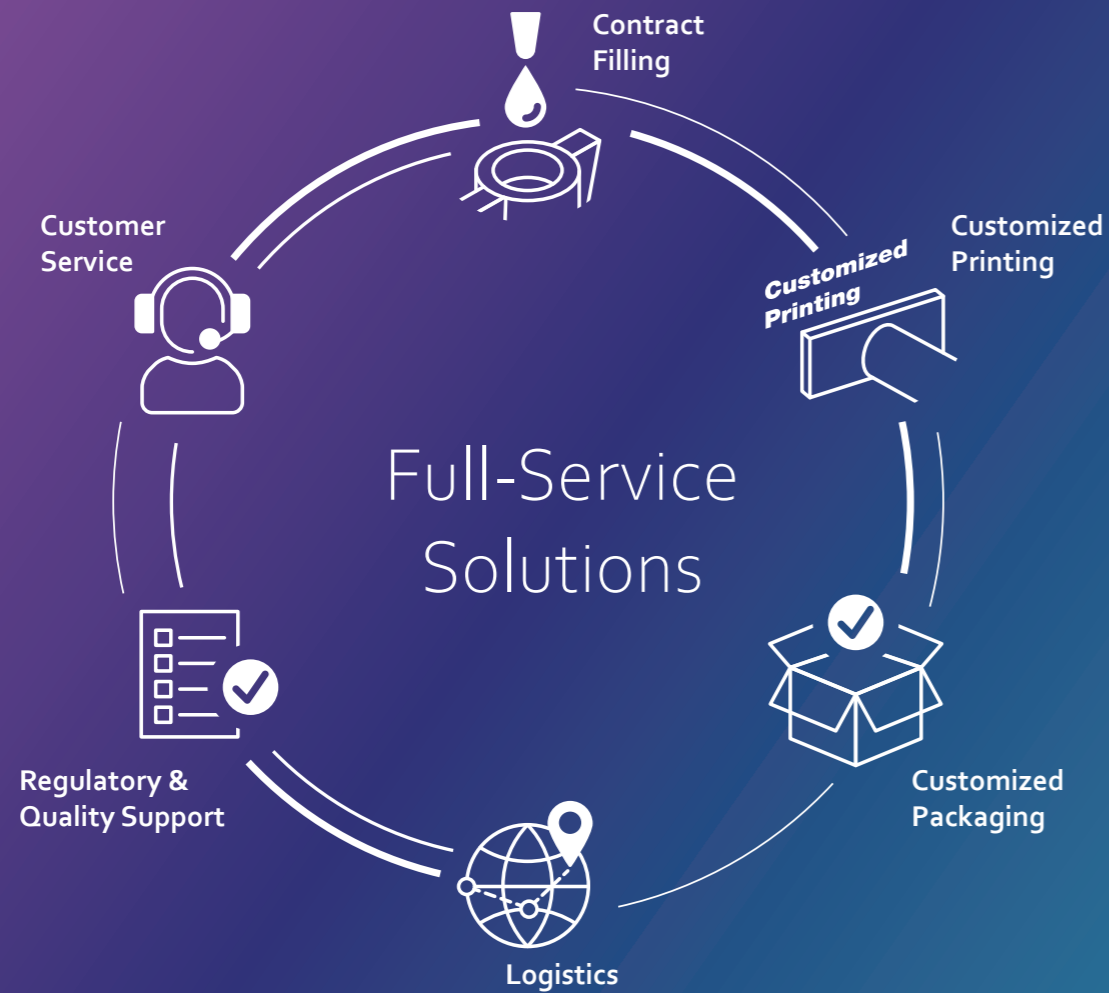 Contract
Filling
Customer
Service
Customized
Printing
Customized
Printing
Full-Service
Solutions
Regulatory &
Quality Support
Customized
Packaging
Logistics